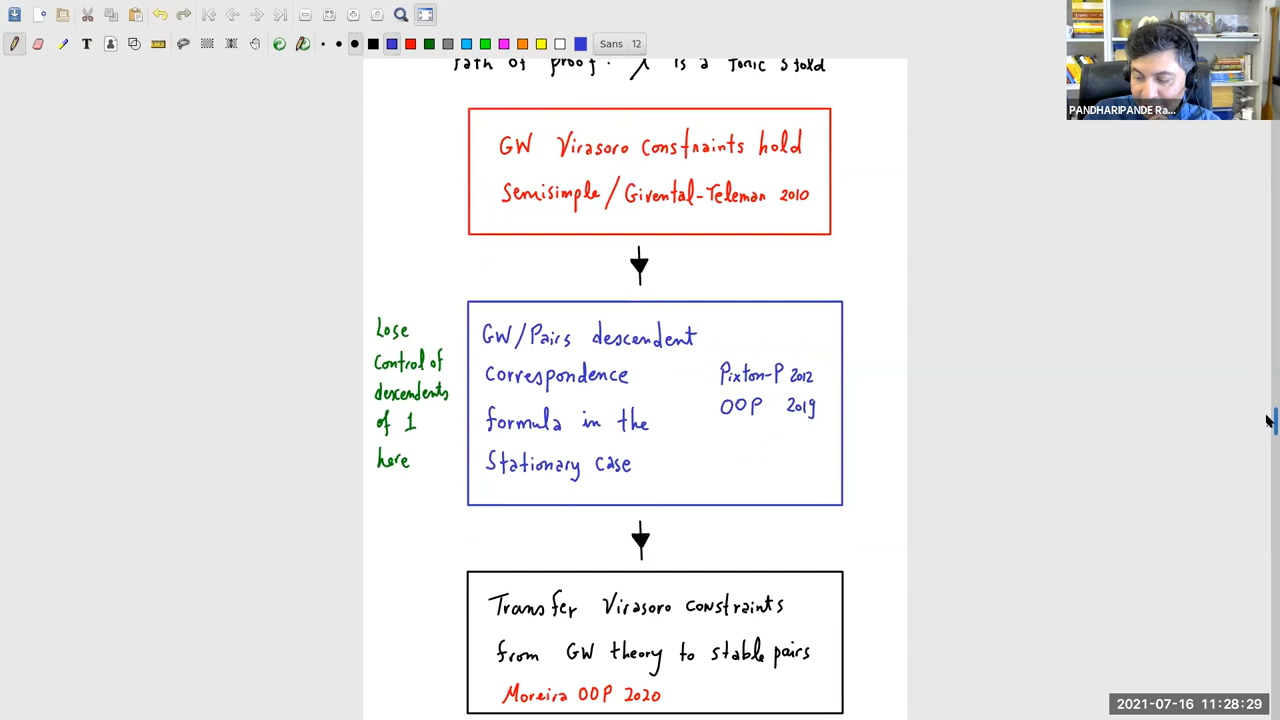 Sans 12
PANDHARIPANDE Ra...
Path of proof: X is a Toric 3fold
GW Virasoro constraints hold
Semisimple/Givental-Teleman 2010
Lose
control of
descendents
of 1
here
GW/Pairs descendent
correspondence
formula in the
Stationary case
Pixton-P 2012
OOP 2019
Transfer Virasoro constraints
from GW theory to stable pairs
Moreira OOP 2020
2021-07-16 11:28:29